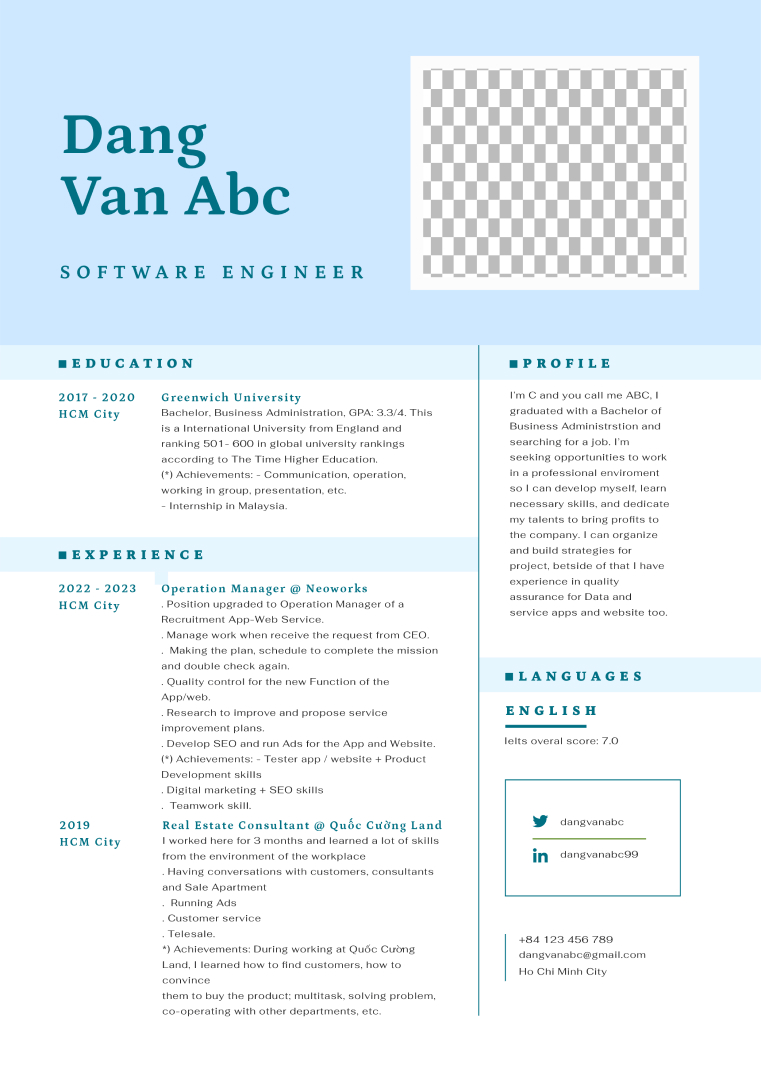 Dang
Van Abc
SOFTWARE ENGINEER
EDUCATION
2017 - 2020
HCM City
Greenwich University
Bachelor, Business Administration, GPA: 3.3/4. This
is a International University from England and
ranking 501- 600 in global university rankings
according to The Time Higher Education.
(*) Achievements: - Communication, operation,
working in group, presentation, etc.
- Internship in Malaysia.
EXPERIENCE
2022 - 2023
HCM City
Operation Manager @ Neoworks
. Position upgraded to Operation Manager of a
Recruitment App-Web Service.
. Manage work when receive the request from CEO.
.  Making the plan, schedule to complete the mission
and double check again.
. Quality control for the new Function of the
App/web.
. Research to improve and propose service
improvement plans.
. Develop SEO and run Ads for the App and Website.
(*) Achievements: - Tester app / website + Product
Development skills
. Digital marketing + SEO skills
.  Teamwork skill.
2019
HCM City
Real Estate Consultant @ Quốc Cường Land
I worked here for 3 months and learned a lot of skills
from the environment of the workplace
. Having conversations with customers, consultants
and Sale Apartment
.  Running Ads
. Customer service
. Telesale.
*) Achievements: During working at Quốc Cường
Land, I learned how to find customers, how to
convince
them to buy the product; multitask, solving problem,
co-operating with other departments, etc.
PROFILE
I'm C and you call me ABC, I
graduated with a Bachelor of
Business Administrstion and
searching for a job. I'm
seeking opportunities to work
in a professional enviroment
so I can develop myself, learn
necessary skills, and dedicate
my talents to bring profits to
the company. I can organize
and build strategies for
project, betside of that I have
experience in quality
assurance for Data and
service apps and website too.
LANGUAGES
ENGLISH
Ielts overal score: 7.0
dangvanabc
dangvanabc99
+84 123 456 789
dangvanabc@gmail.com
Ho Chi Minh City